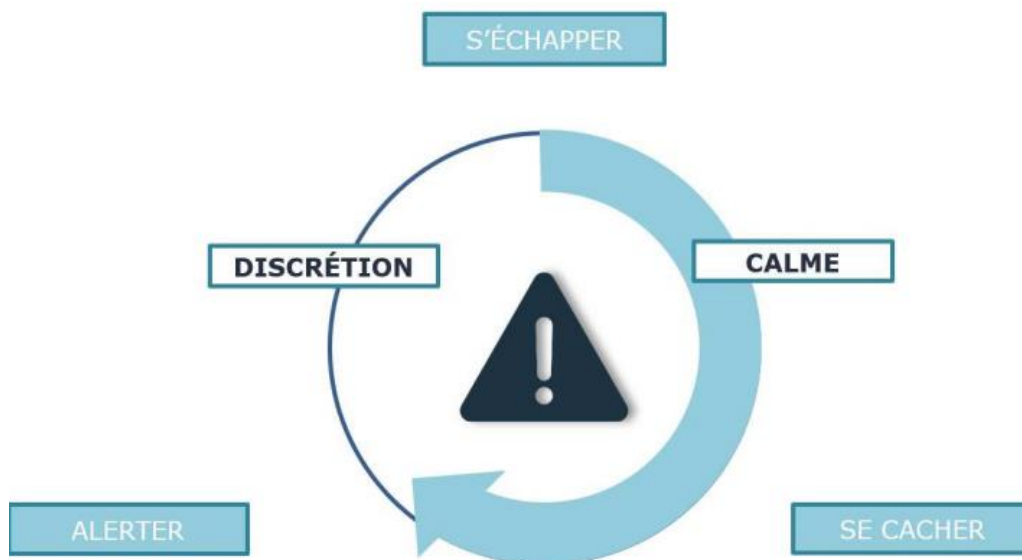 S'ÉCHAPPER
DISCRÉTION
CALME
ALERTER
SE CACHER